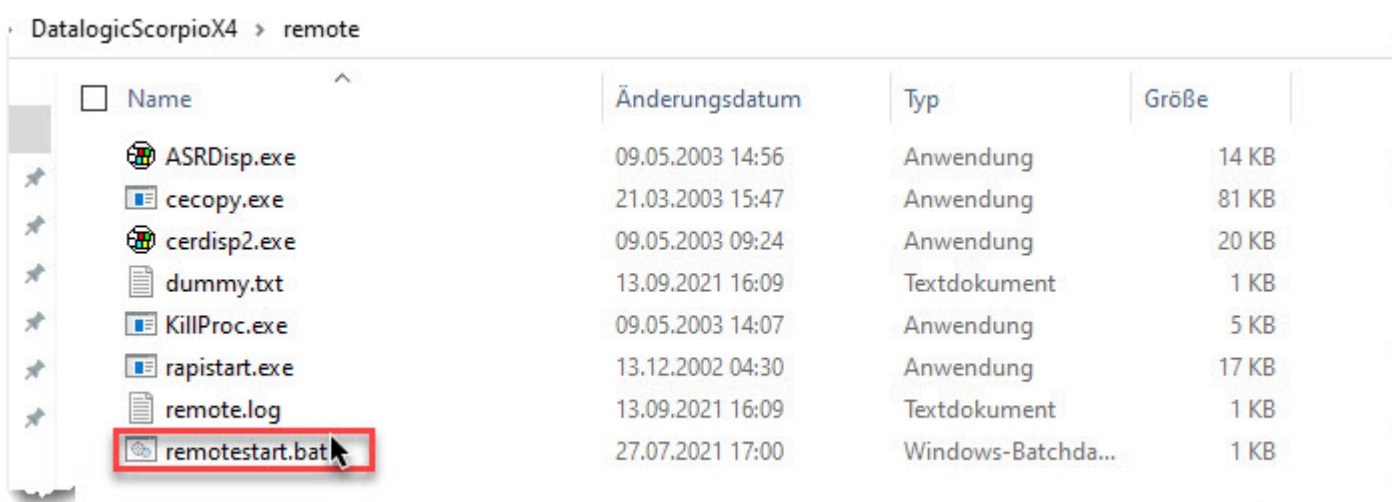 DatalogicScorpioX4 > remote
Name Änderungsdatum Typ Größe
ASRDisp.exe 09.05.2003 14:56 Anwendung 14 KB
cecopy.exe 21.03.2003 15:47 Anwendung 81 KB
cerdisp2.exe 09.05.2003 09:24 Anwendung 20 KB
dummy.txt 13.09.2021 16:09 Textdokument 1 KB
KillProc.exe 09.05.2003 14:07 Anwendung 5 KB
rapistart.exe 13.12.2002 04:30 Anwendung 17 KB
remote.log 13.09.2021 16:09 Textdokument 1 KB
remotestart.bat 27.07.2021 17:00 Windows-Batchda... 1 KB